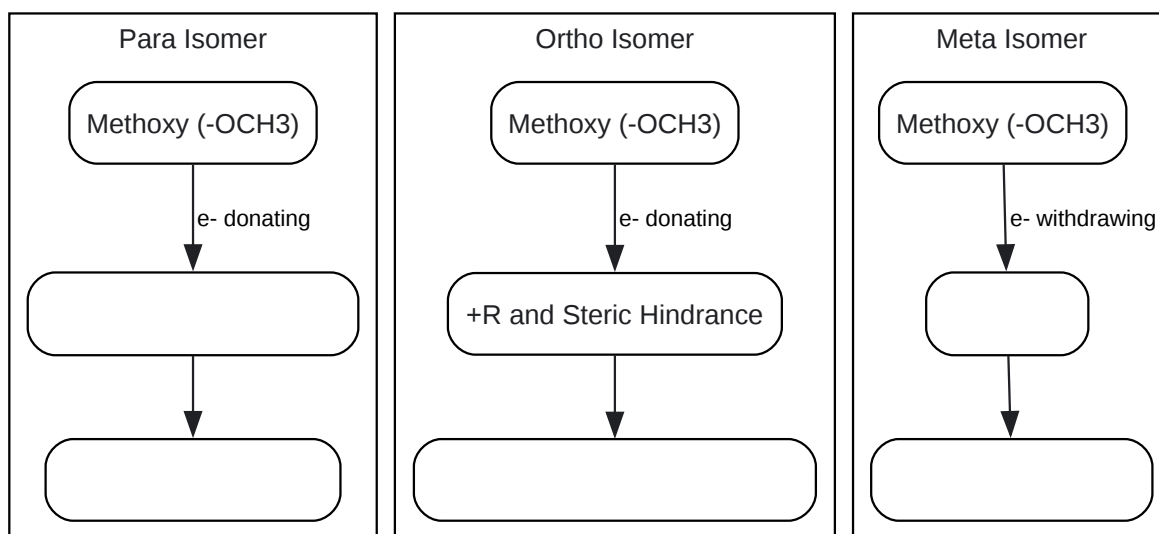 Para Isomer
Methoxy (-OCH3)
e- donating
Ortho Isomer
Methoxy (-OCH3)
e- donating
+R and Steric Hindrance
Meta Isomer
Methoxy (-OCH3)
e- withdrawing